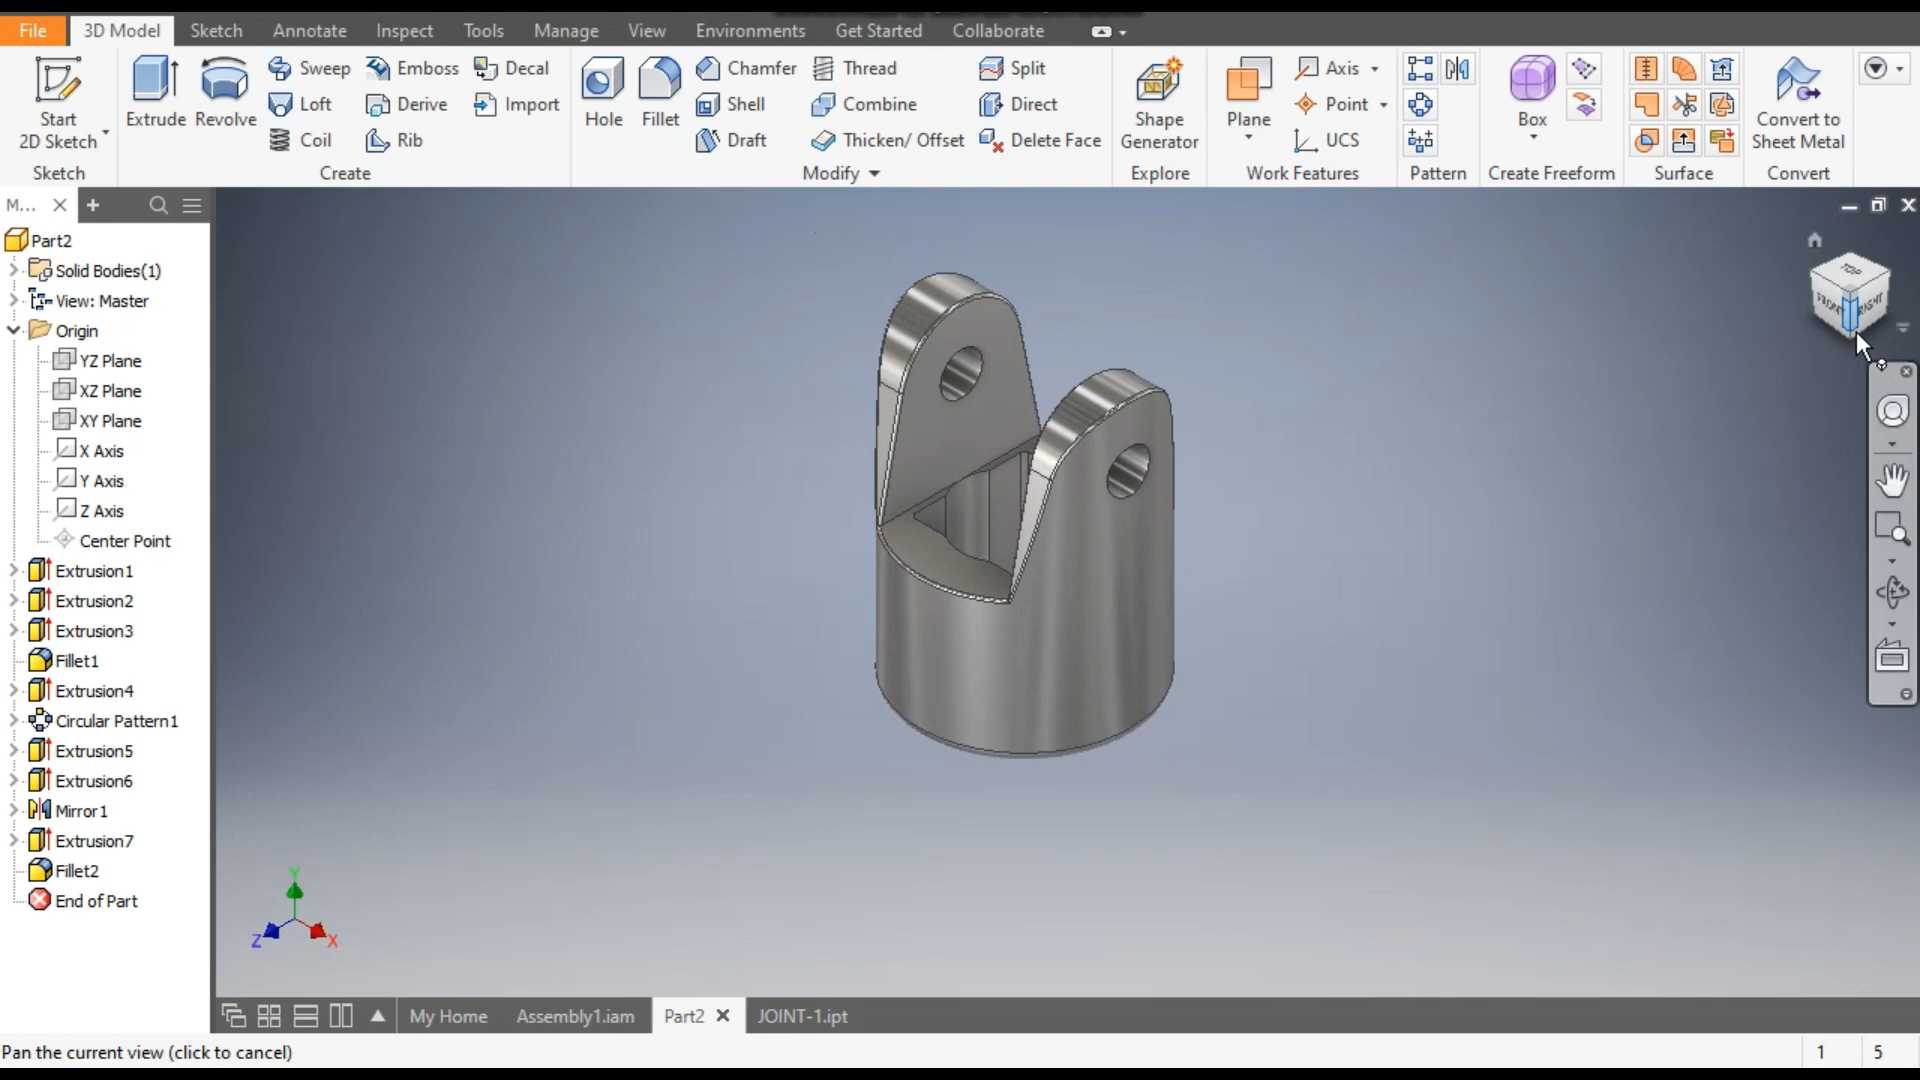 File 3D Model Sketch Annotate Inspect Tools Manage View Environments Get Started Collaborate
Start 2D Sketch
Sketch
Extrude
Revolve
Sweep
Loft
Coil
Emboss
Derive
Rib
Decal
Import
Create
Hole
Fillet
Chamfer
Shell
Draft
Thread
Combine
Thicken/ Offset
Split
Direct
Delete Face
Modify
Shape
Generator
Explore
Plane
Axis
Point
UCS
Work Features
Pattern
Box
Create Freeform
Surface
Convert to
Sheet Metal
Convert
M...
Part2
Solid Bodies(1)
View: Master
Origin
YZ Plane
XZ Plane
XY Plane
X Axis
Y Axis
Z Axis
Center Point
Extrusion1
Extrusion2
Extrusion3
Fillet1
Extrusion4
Circular Pattern1
Extrusion5
Extrusion6
Mirror1
Extrusion7
Fillet2
End of Part
TOP
FRONT
RIGHT
Y
Z
X
My Home Assembly1.iam Part2 JOINT-1.ipt
Pan the current view (click to cancel) 1 5